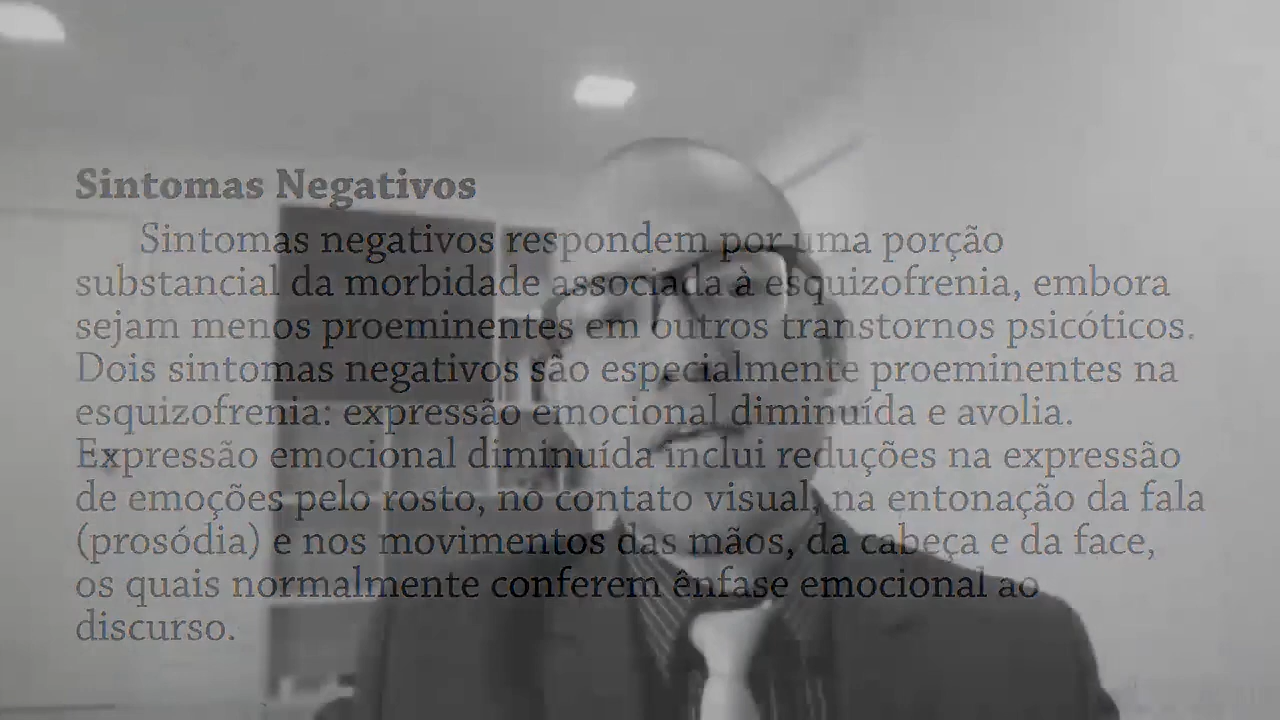 Sintomas Negativos
Sintomas negativos respondem por uma porção
substancial da morbidade associada à esquizofrenia, embora
sejam menos proeminentes em outros transtornos psicóticos.
Dois sintomas negativos são especialmente proeminentes na
esquizofrenia: expressão emocional diminuída e avolia.
Expressão emocional diminuída inclui reduções na expressão
de emoções pelo rosto, no contato visual, na entonação da fala
(prosódia) e nos movimentos das mãos, da cabeça e da face,
os quais normalmente conferem ênfase emocional ao
discurso.